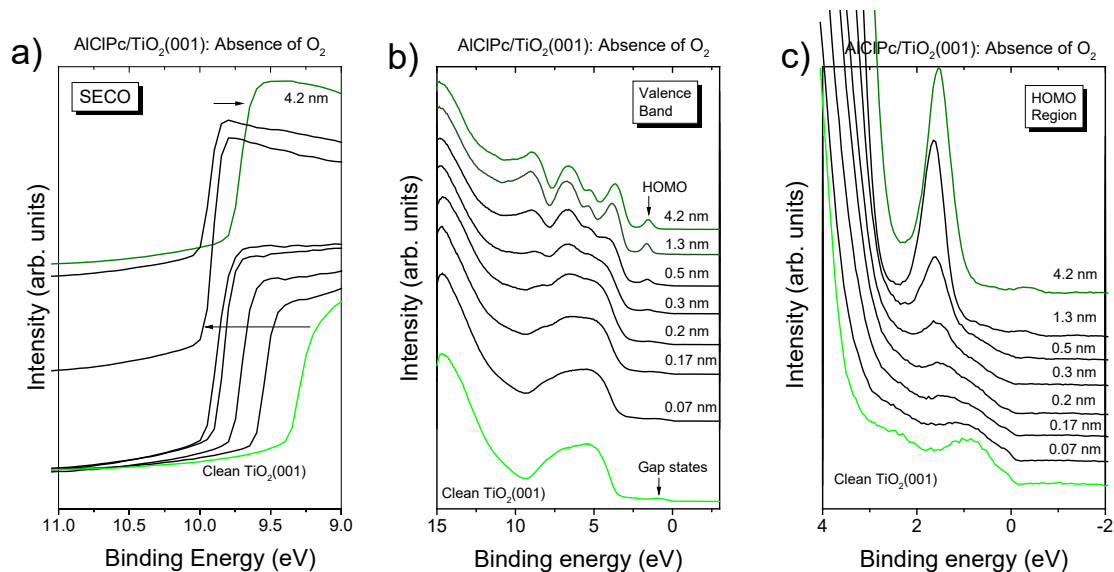 a)
AlClPc/TiO₂(001): Absence of O₂
SECO
4.2 nm
Clean TiO₂(001)
Intensity (arb. units)
11.0 10.5 10.0 9.5 9.0
Binding Energy (eV)
b)
AlClPc/TiO₂(001): Absence of O₂
Valence
Band
HOMO
4.2 nm
1.3 nm
0.5 nm
0.3 nm
0.2 nm
0.17 nm
0.07 nm
Gap states
Clean TiO₂(001)
Intensity (arb. units)
15 10 5 0
Binding energy (eV)
c)
AlClPc/TiO₂(001): Absence of O₂
HOMO
Region
4.2 nm
1.3 nm
0.5 nm
0.3 nm
0.2 nm
0.17 nm
0.07 nm
Clean TiO₂(001)
Intensity (arb. units)
4 2 0 -2
Binding energy (eV)